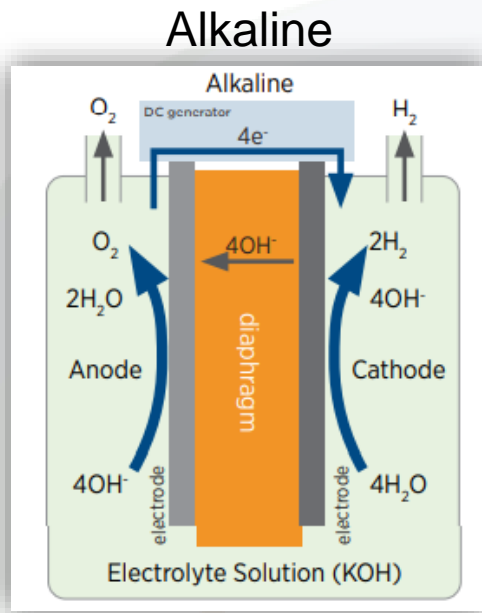 Alkaline
Alkaline
O₂
DC generator
H₂
4e⁻
O₂
4OH⁻
2H₂
2H₂O
4OH⁻
diaphragm
Anode
Cathode
4OH⁻
electrode
electrode
4H₂O
Electrolyte Solution (KOH)